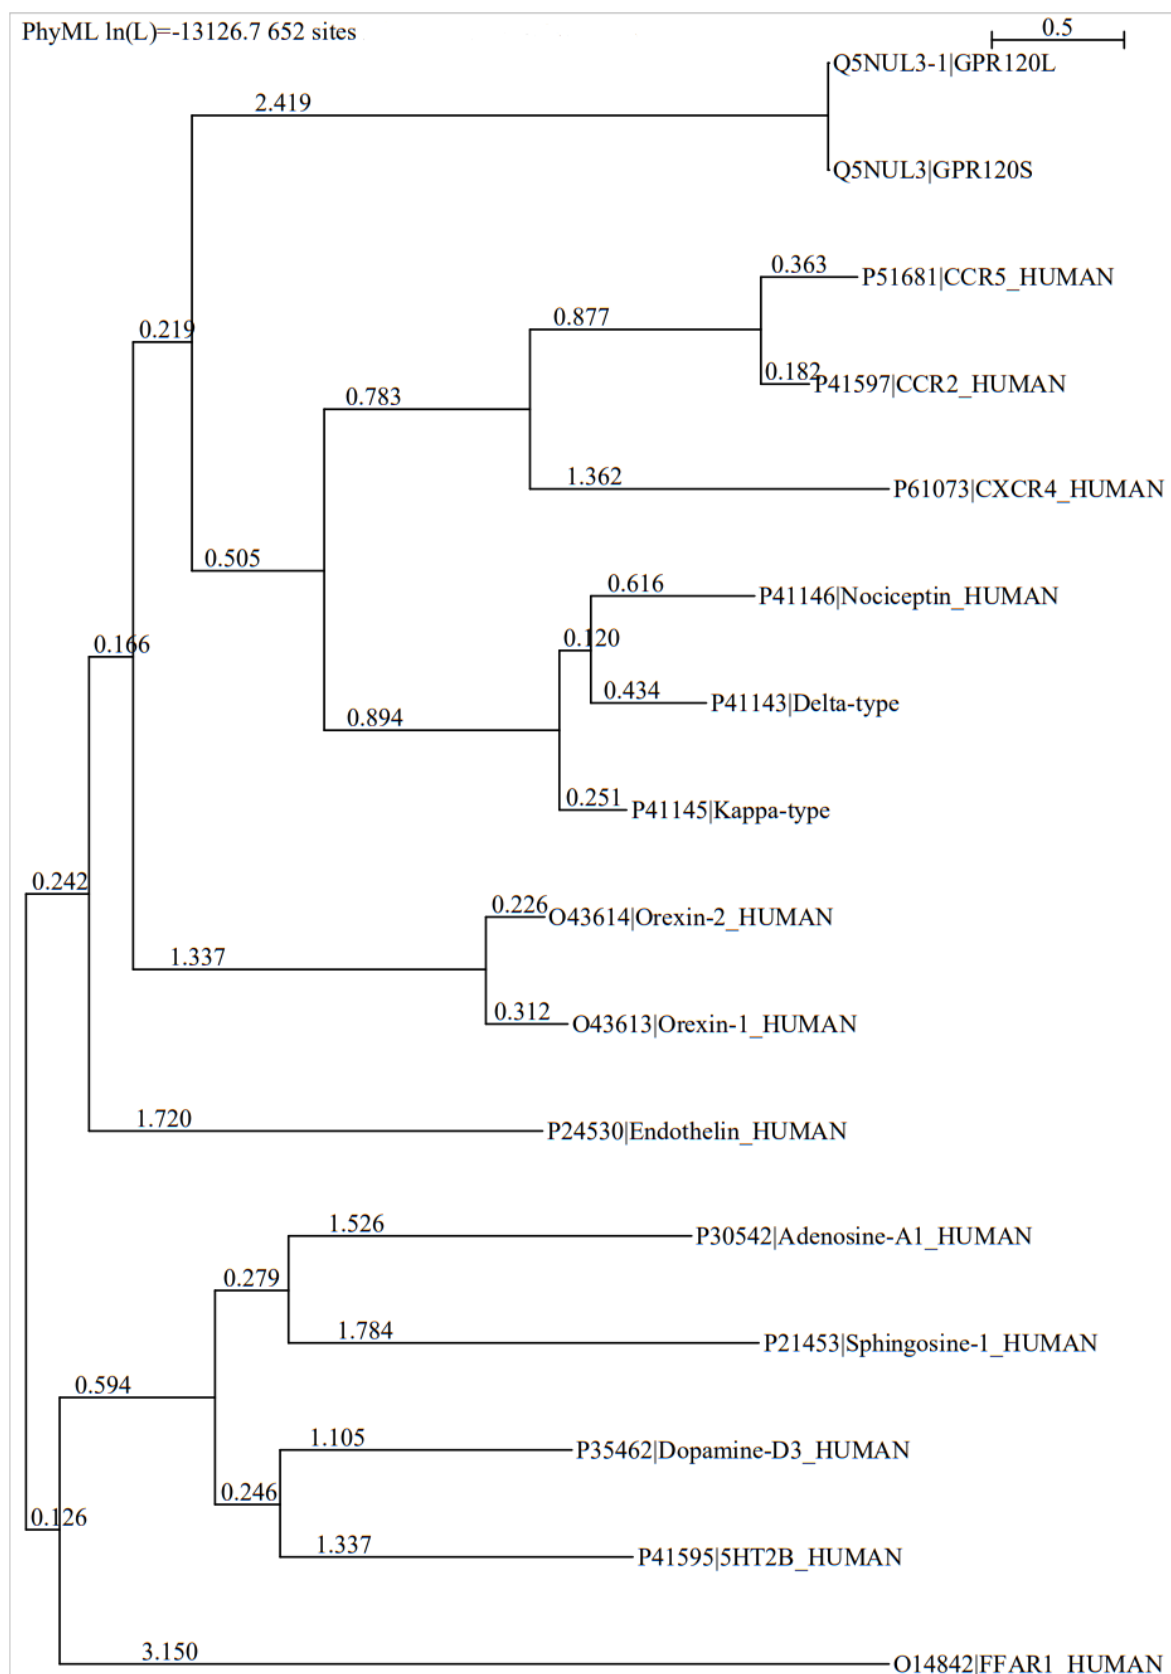 PhyML ln(L)=-13126.7 652 sites
0.5
Q5NUL3-1|GPR120L
2.419
Q5NUL3|GPR120S
0.363
P51681|CCR5_HUMAN
0.877
0.219
0.182
P41597|CCR2_HUMAN
0.783
1.362
P61073|CXCR4_HUMAN
0.505
0.616
P41146|Nociceptin_HUMAN
0.120
0.166
0.434
P41143|Delta-type
0.894
0.251
P41145|Kappa-type
0.242
0.226
O43614|Orexin-2_HUMAN
1.337
0.312
O43613|Orexin-1_HUMAN
1.720
P24530|Endothelin_HUMAN
1.526
P30542|Adenosine-A1_HUMAN
0.279
1.784
P21453|Sphingosine-1_HUMAN
0.594
1.105
P35462|Dopamine-D3_HUMAN
0.246
0.126
1.337
P41595|5HT2B_HUMAN
3.150
O14842|FFAR1_HUMAN